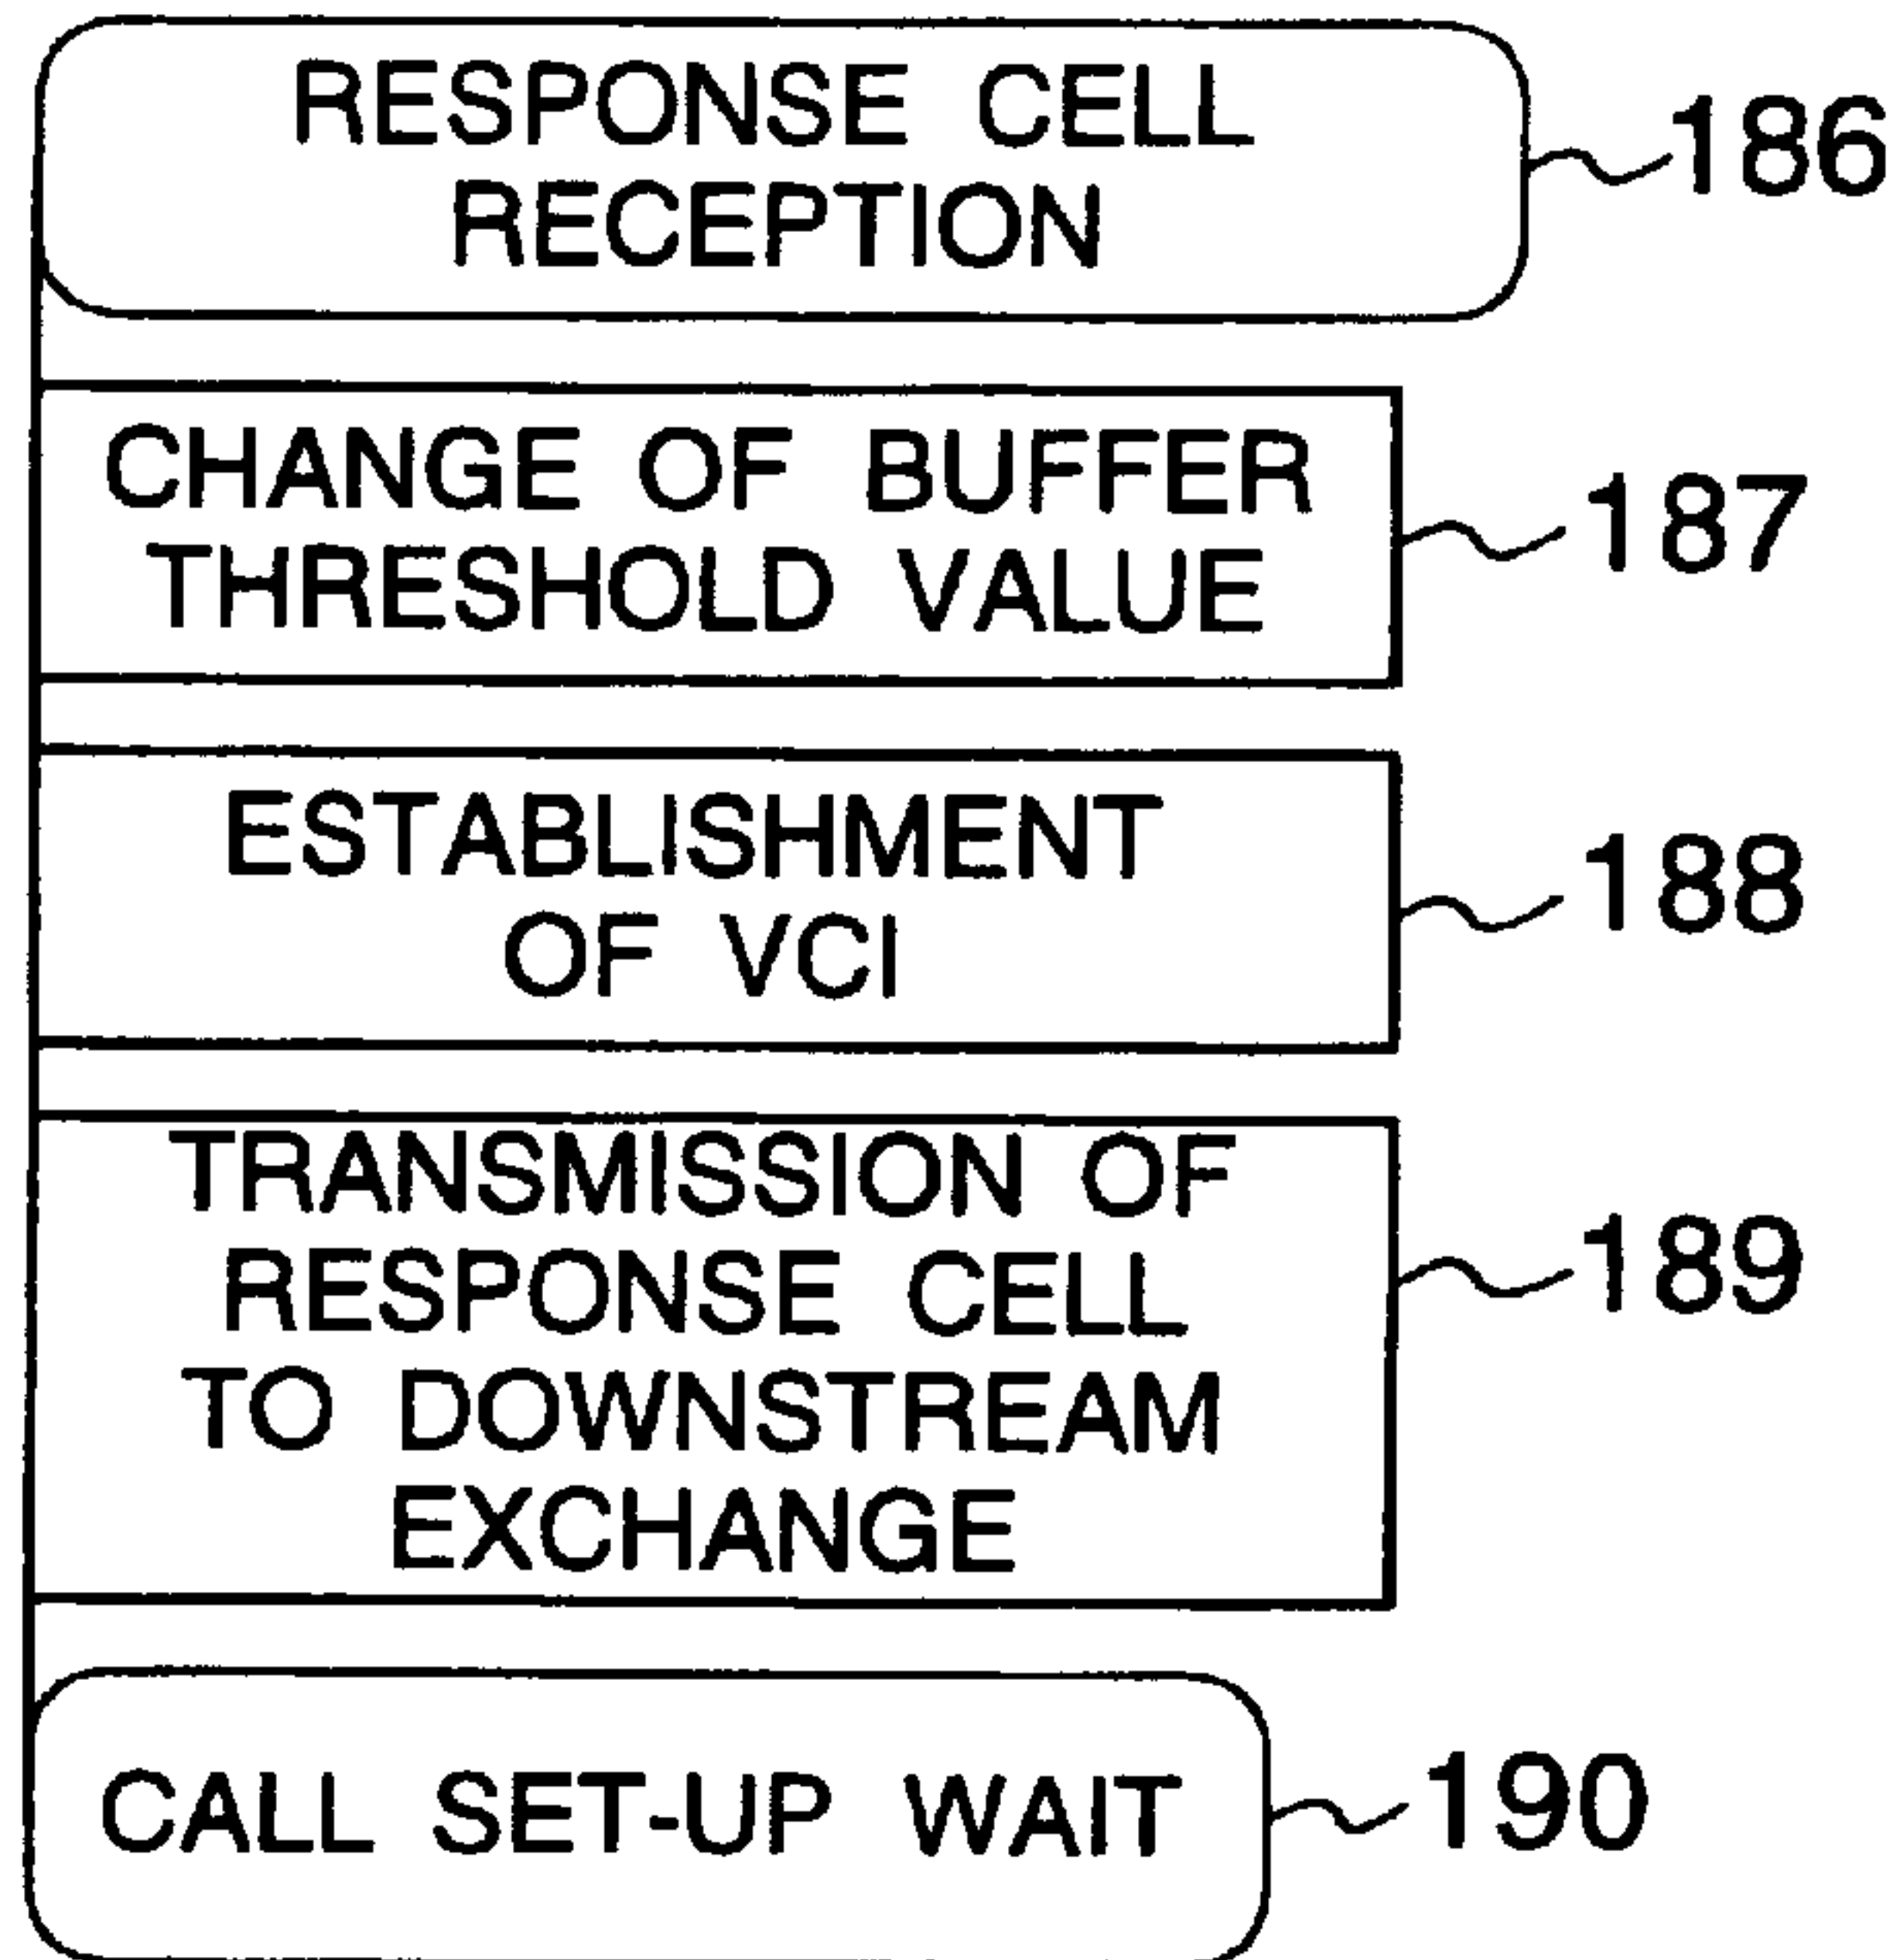 RESPONSE CELL
RECEPTION
186
CHANGE OF BUFFER
THRESHOLD VALUE
187
ESTABLISHMENT
OF VCI
188
TRANSMISSION OF
RESPONSE CELL
TO DOWNSTREAM
EXCHANGE
189
CALL SET-UP WAIT
190